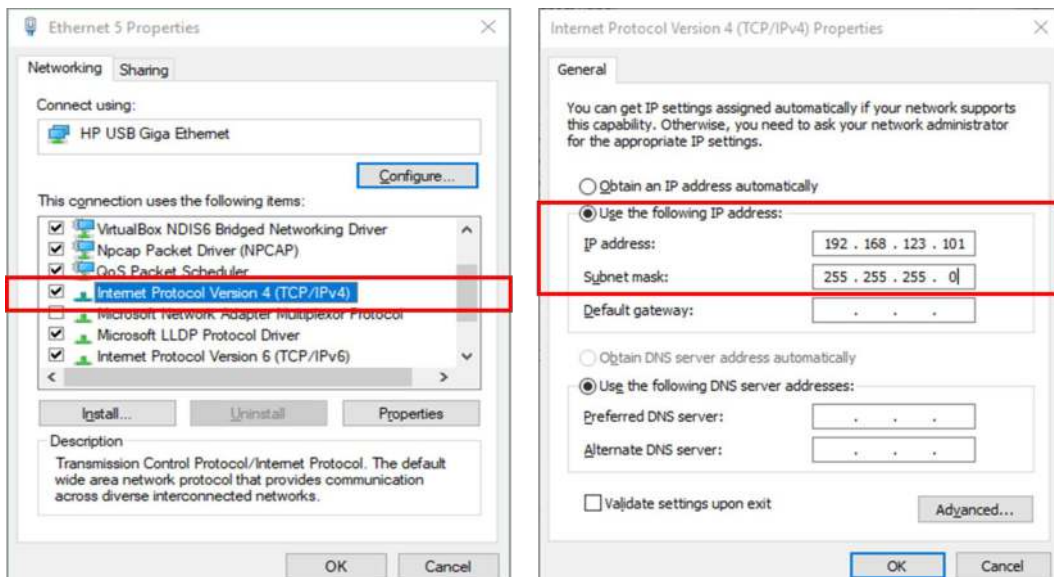 Ethernet 5 Properties
Networking
Sharing
Connect using:
HP USB Giga Ethernet
Configure...
This connection uses the following items:
VirtualBox NDIS6 Bridged Networking Driver
Npcap Packet Driver (NPCAP)
QoS Packet Scheduler
Internet Protocol Version 4 (TCP/IPv4)
Microsoft Network Adapter Multiplexor Protocol
Microsoft LLDP Protocol Driver
Internet Protocol Version 6 (TCP/IPv6)
Install...
Uninstall
Properties
Description
Transmission Control Protocol/Internet Protocol. The default
wide area network protocol that provides communication
across diverse interconnected networks.
OK
Cancel
Internet Protocol Version 4 (TCP/IPv4) Properties
General
You can get IP settings assigned automatically if your network supports
this capability. Otherwise, you need to ask your network administrator
for the appropriate IP settings.
Obtain an IP address automatically
Use the following IP address:
IP address: 192 . 168 . 123 . 101
Subnet mask: 255 . 255 . 255 . 0
Default gateway: . . .
Obtain DNS server address automatically
Use the following DNS server addresses:
Preferred DNS server: . . .
Alternate DNS server: . . .
Validate settings upon exit
Advanced...
OK
Cancel